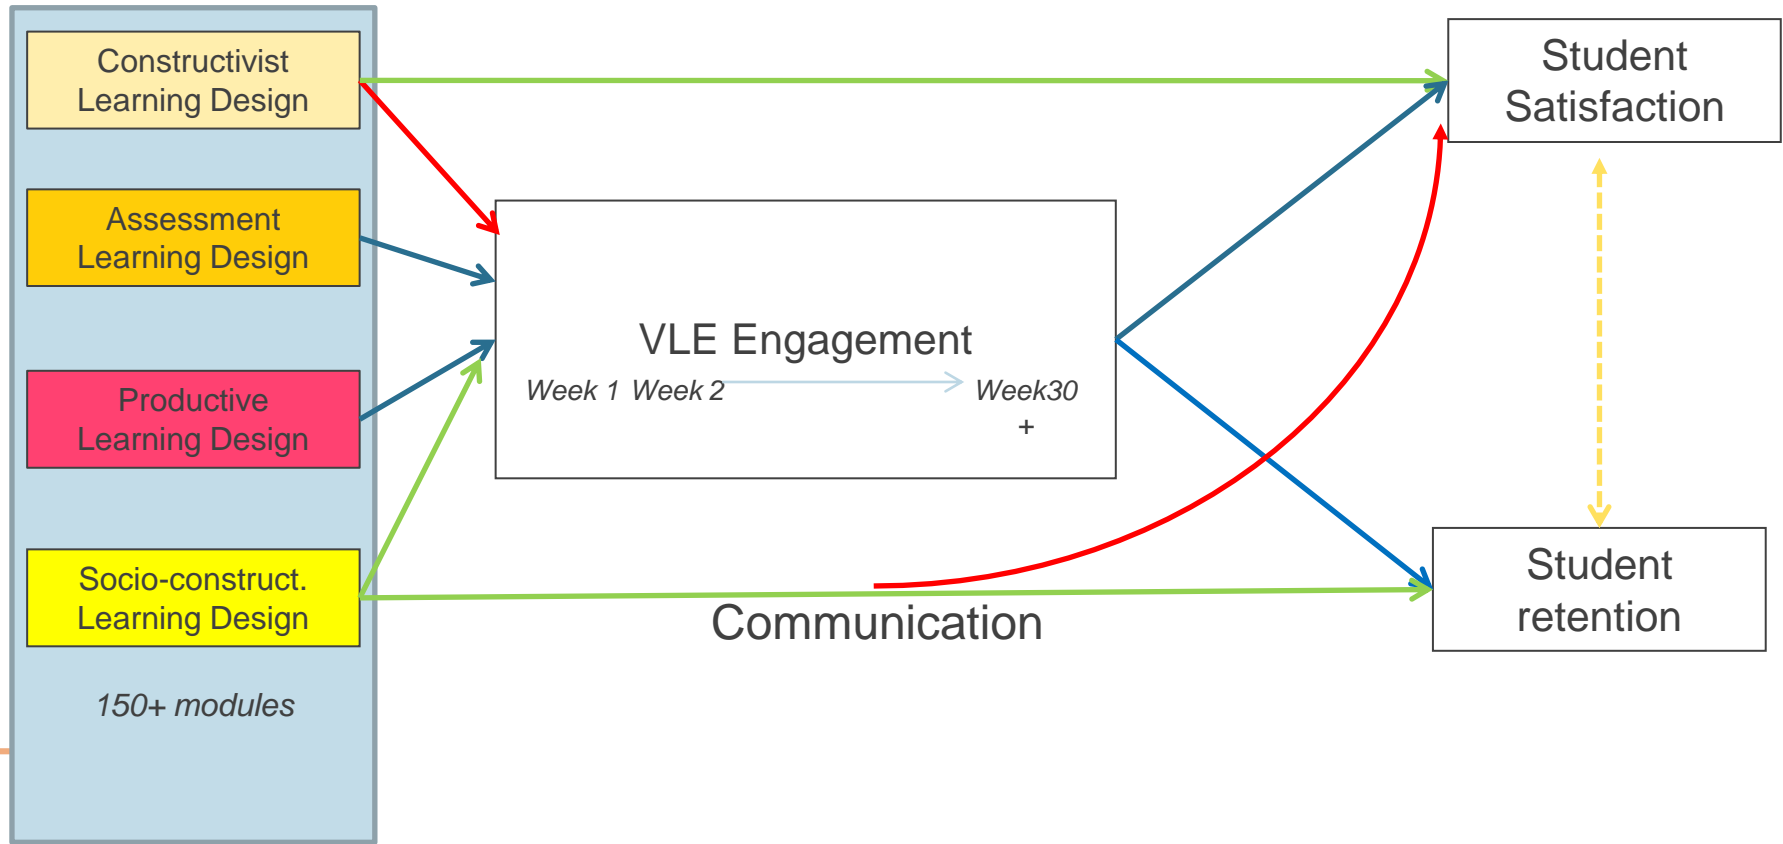 Constructivist
Learning Design
Assessment
Learning Design
Productive
Learning Design
Socio-construct.
Learning Design
150+ modules
VLE Engagement
Week 1 Week 2
Week30
+
Communication
Student
Satisfaction
Student
retention